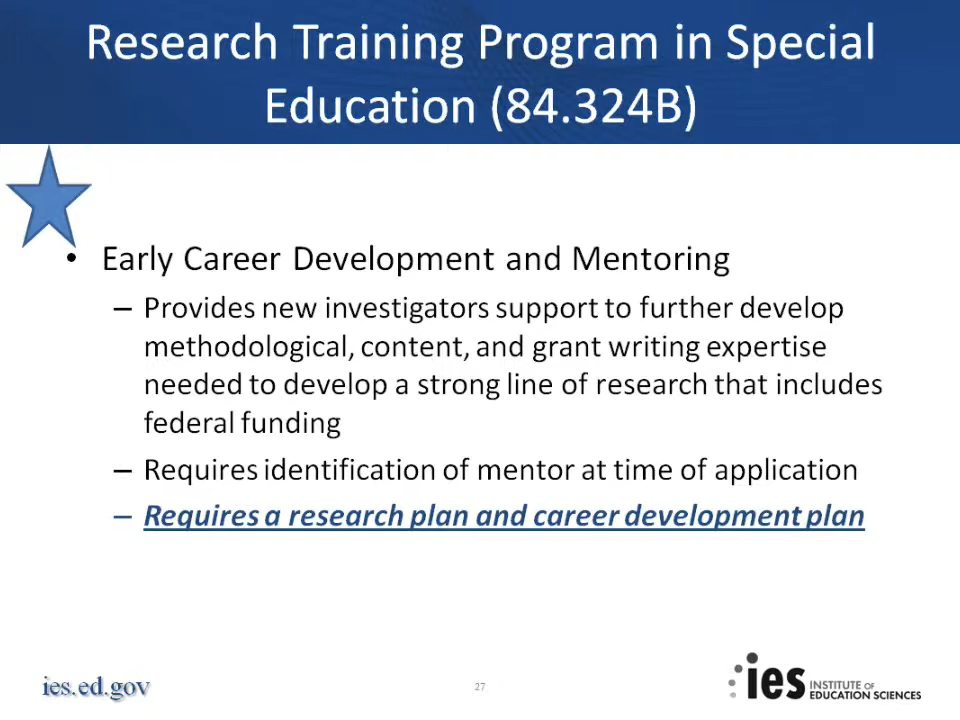 Research Training Program in Special
Education (84.324B)
• Early Career Development and Mentoring
– Provides new investigators support to further develop
methodological, content, and grant writing expertise
needed to develop a strong line of research that includes
federal funding
– Requires identification of mentor at time of application
– Requires a research plan and career development plan
ies.ed.gov
27
ies INSTITUTE OF
EDUCATION SCIENCES